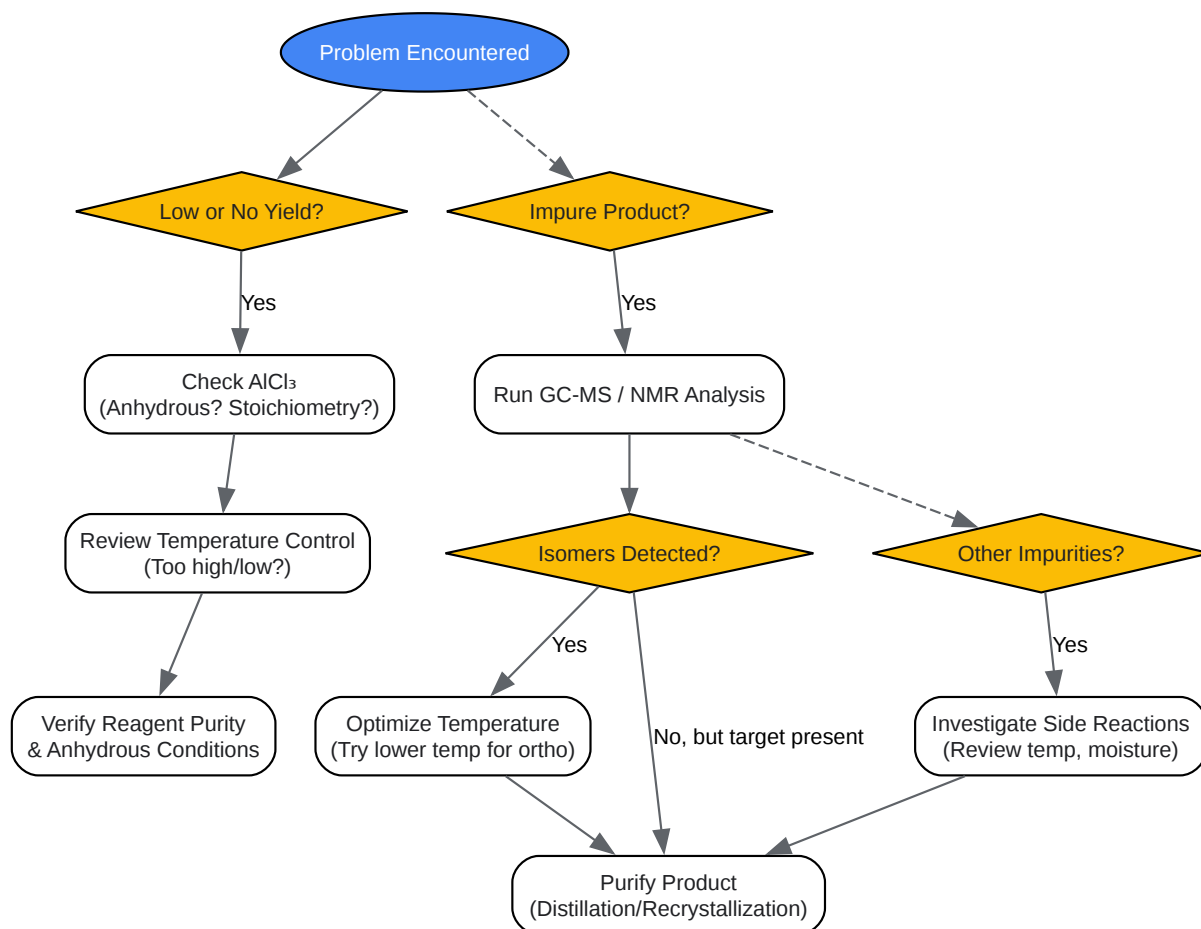 Problem Encountered
Low or No Yield?
Impure Product?
Yes
Yes
Check AlCl₃
(Anhydrous? Stoichiometry?)
Run GC-MS / NMR Analysis
Review Temperature Control
(Too high/low?)
Isomers Detected?
Other Impurities?
Yes
Yes
Verify Reagent Purity
& Anhydrous Conditions
Optimize Temperature
(Try lower temp for ortho)
No, but target present
Investigate Side Reactions
(Review temp, moisture)
Purify Product
(Distillation/Recrystallization)